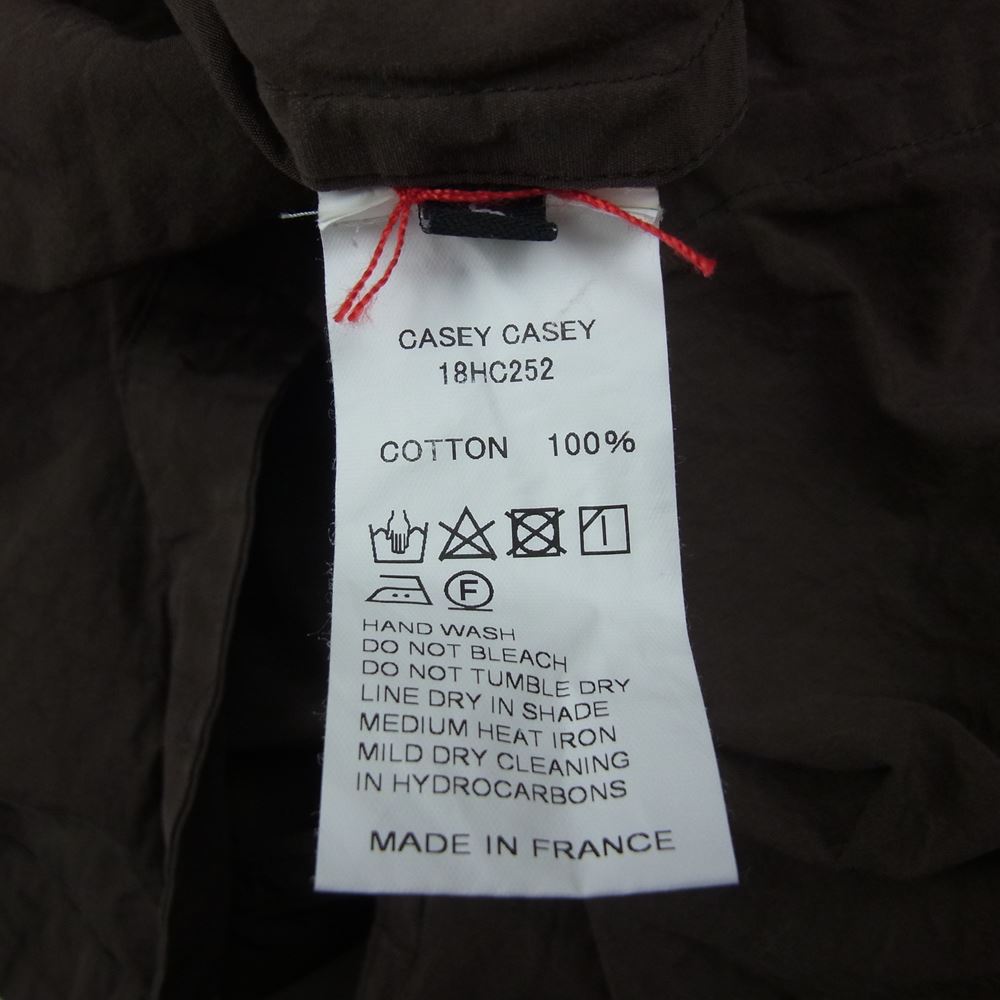 CASEY CASEY
18HC252
COTTON 100%
F
HAND WASH
DO NOT BLEACH
DO NOT TUMBLE DRY
LINE DRY IN SHADE
MEDIUM HEAT IRON
MILD DRY CLEANING
IN HYDROCARBONS
MADE IN FRANCE